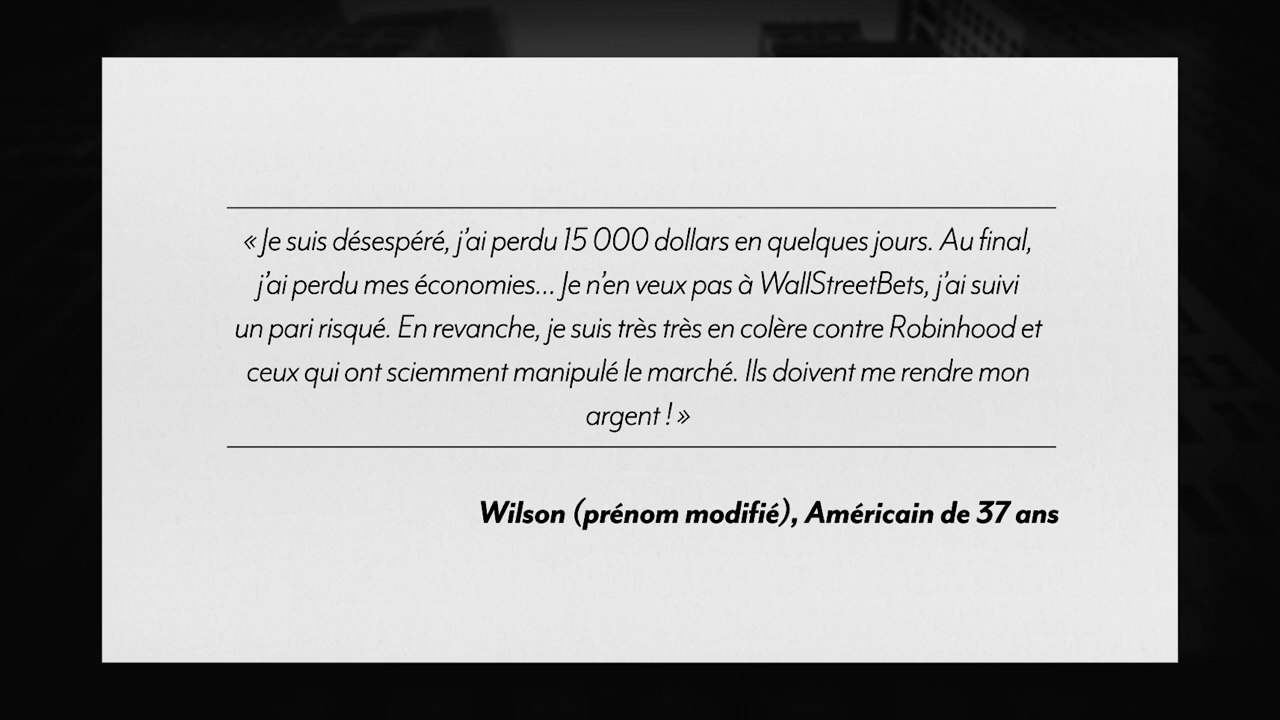 « Je suis désespéré, j’ai perdu 15 000 dollars en quelques jours. Au final,
j’ai perdu mes économies... Je n’en veux pas à WallStreetBets, j’ai suivi
un pari risqué. En revanche, je suis très très en colère contre Robinhood et
ceux qui ont sciemment manipulé le marché. Ils doivent me rendre mon
argent ! »
Wilson (prénom modifié), Américain de 37 ans